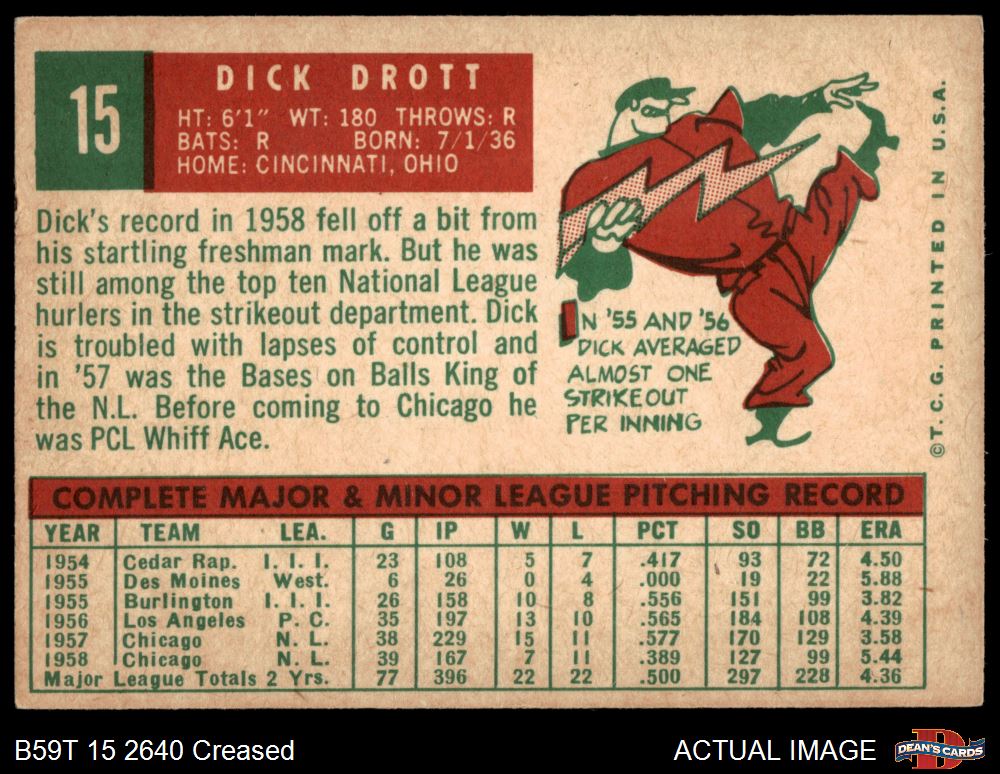 15
DICK DROTT
HT: 6'1" WT: 180 THROWS: R
BATS: R BORN: 7/1/36
HOME: CINCINNATI, OHIO
Dick's record in 1958 fell off a bit from
his startling freshman mark. But he was
still among the top ten National League
hurlers in the strikeout department. Dick
is troubled with lapses of control and
in '57 was the Bases on Balls King of
the N.L. Before coming to Chicago he
was PCL Whiff Ace.
IN '55 AND '56
DICK AVERAGED
ALMOST ONE
STRIKEOUT
PER INNING
©T. C. G. PRINTED IN U.S.A.
COMPLETE MAJOR & MINOR LEAGUE PITCHING RECORD
YEAR TEAM LEA. G IP W L PCT SO BB ERA
1954 Cedar Rap. I. I. I. 23 108 5 7 .417 93 72 4.50
1955 Des Moines West. 6 26 0 4 .000 19 22 5.88
1955 Burlington I. I. I. 26 158 10 8 .556 151 99 3.82
1956 Los Angeles P. C. 35 197 13 10 .565 184 108 4.39
1957 Chicago N. L. 38 229 15 11 .577 170 129 3.58
1958 Chicago N. L. 39 167 7 11 .389 127 99 5.44
Major League Totals 2 Yrs. 77 396 22 22 .500 297 228 4.36
B59T 15 2640 Creased
ACTUAL IMAGE
D
DEAN'S CARDS